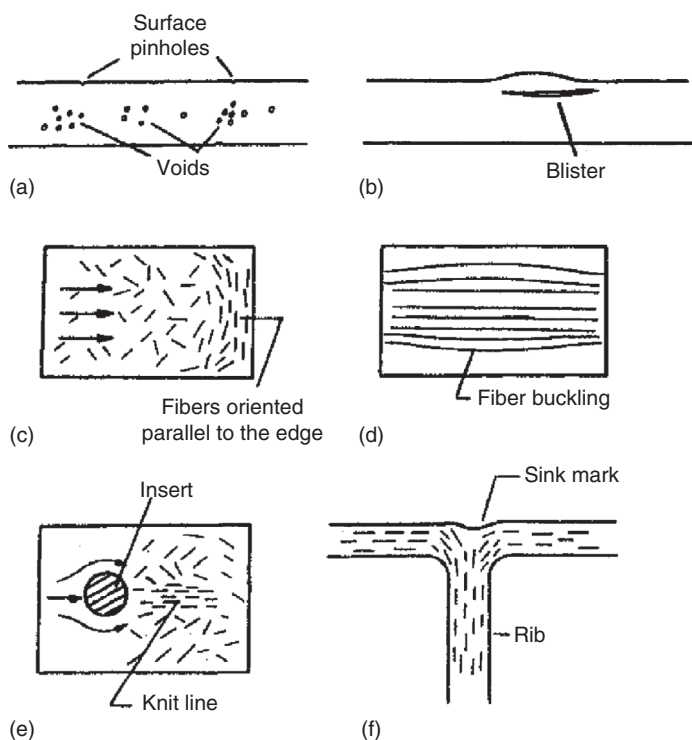 Surface
pinholes
Voids
(a)
Blister
(b)
Fibers oriented
parallel to the edge
(c)
Fiber buckling
(d)
Insert
Knit line
(e)
Sink mark
Rib
(f)